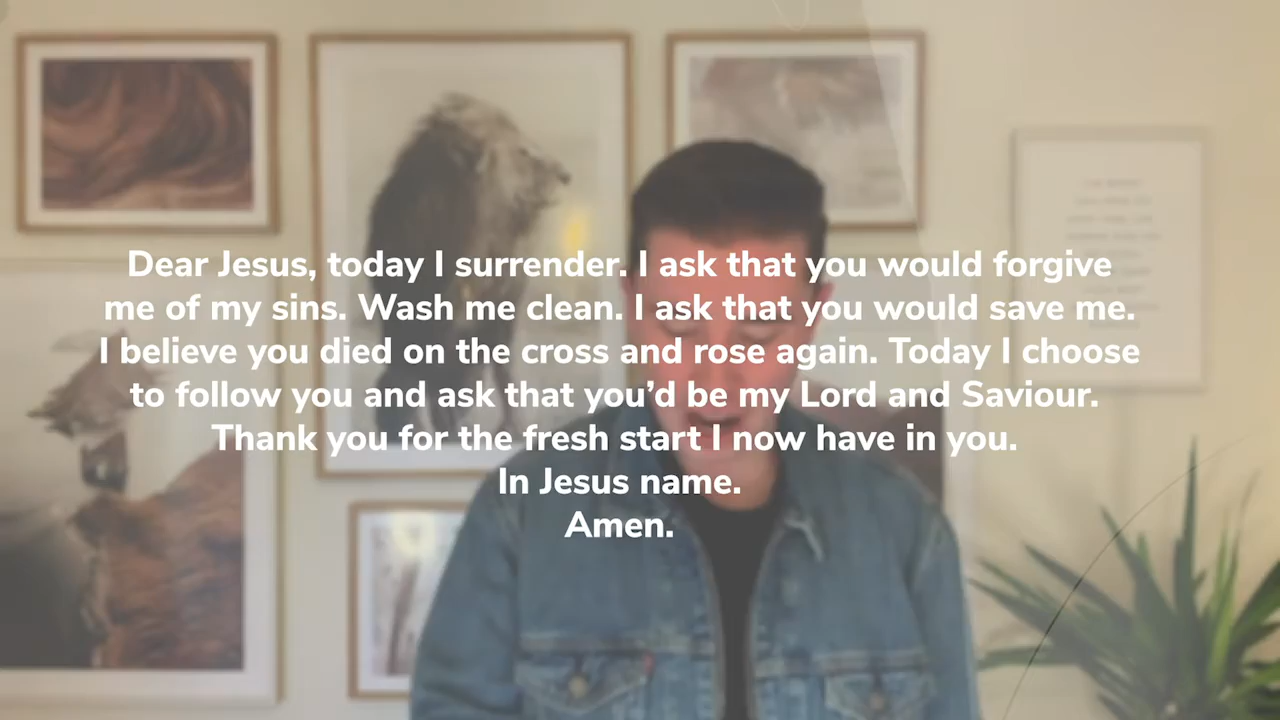 Dear Jesus, today I surrender. I ask that you would forgive
me of my sins. Wash me clean. I ask that you would save me.
I believe you died on the cross and rose again. Today I choose
to follow you and ask that you’d be my Lord and Saviour.
Thank you for the fresh start I now have in you.
In Jesus name.
Amen.